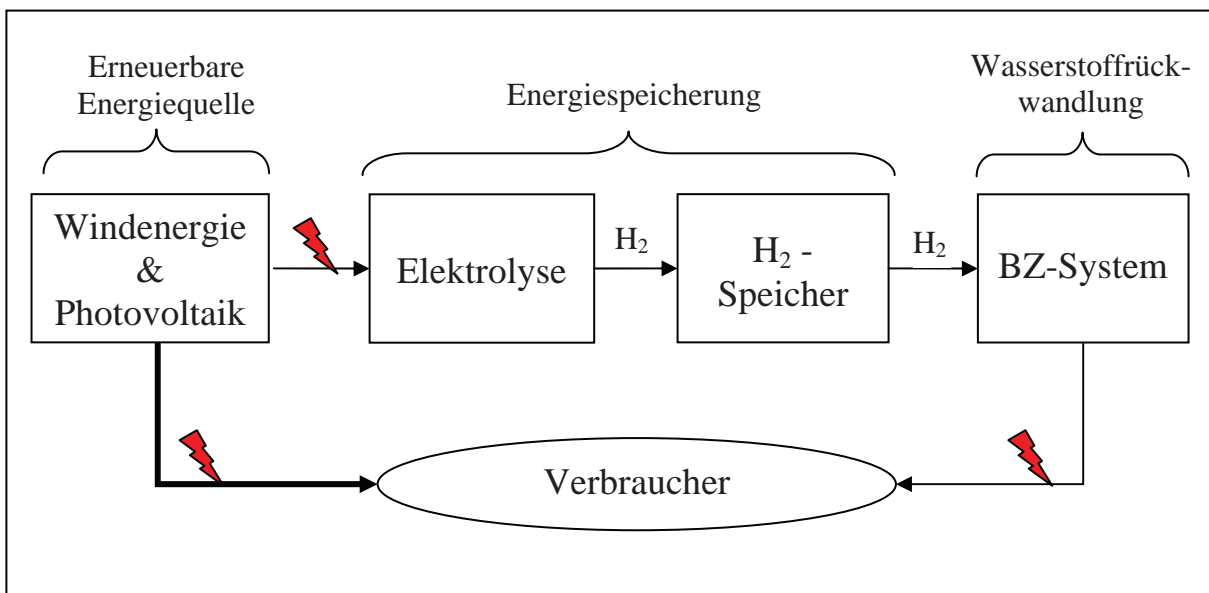 Erneuerbare
Energiequelle
Energiespeicherung
Wasserstoffrück-
wandlung
Windenergie
&
Photovoltaik
Elektrolyse
H₂
H₂ -
Speicher
H₂
BZ-System
Verbraucher